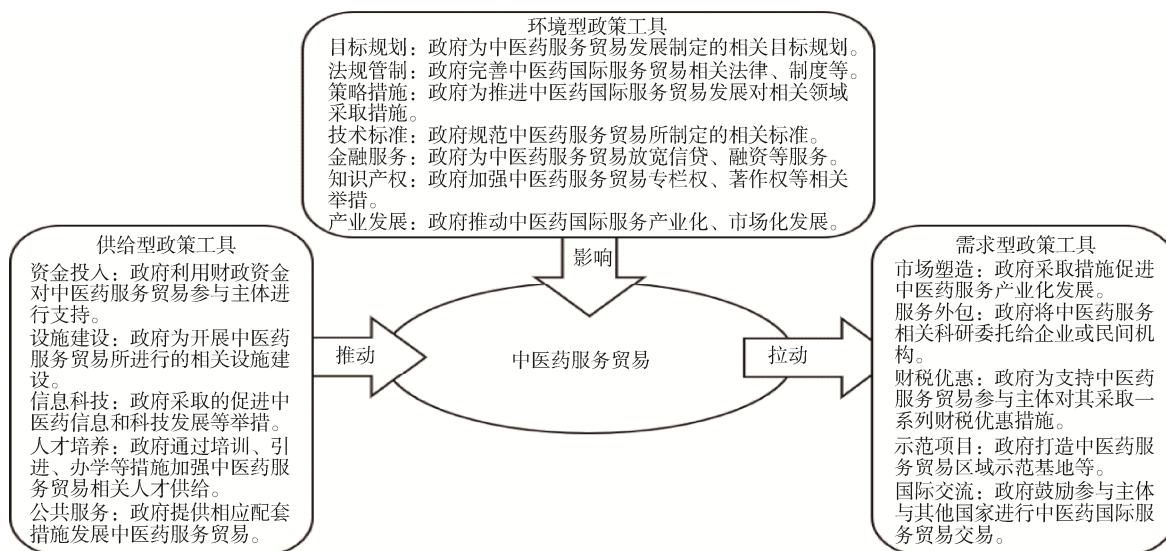 环境型政策工具
目标规划：政府为中医药服务贸易发展制定的相关目标规划。
法规管制：政府完善中医药国际服务贸易相关法律、制度等。
策略措施：政府为推进中医药国际服务贸易发展对相关领域
采取措施。
技术标准：政府规范中医药服务贸易所制定的相关标准。
金融服务：政府为中医药服务贸易放宽信贷、融资等服务。
知识产权：政府加强中医药服务贸易专栏权、著作权等相关
举措。
产业发展：政府推动中医药国际服务产业化、市场化发展。
影响
供给型政策工具
资金投入：政府利用财政资金
对中医药服务贸易参与主体进
行支持。
设施建设：政府为开展中医药
服务贸易所进行的相关设施建
设。
信息科技：政府采取的促进中
医药信息和科技发展等举措。
人才培养：政府通过培训、引
进、办学等措施加强中医药服
务贸易相关人才供给。
公共服务：政府提供相应配套
措施发展中医药服务贸易。
推动
中医药服务贸易
拉动
需求型政策工具
市场塑造：政府采取措施促进
中医药服务产业化发展。
服务外包：政府将中医药服务
相关科研委托给企业或民间机
构。
财税优惠：政府为支持中医药
服务贸易参与主体对其采取一
系列财税优惠措施。
示范项目：政府打造中医药服
务贸易区域示范基地等。
国际交流：政府鼓励参与主体
与其他国家进行中医药国际服
务贸易交易。